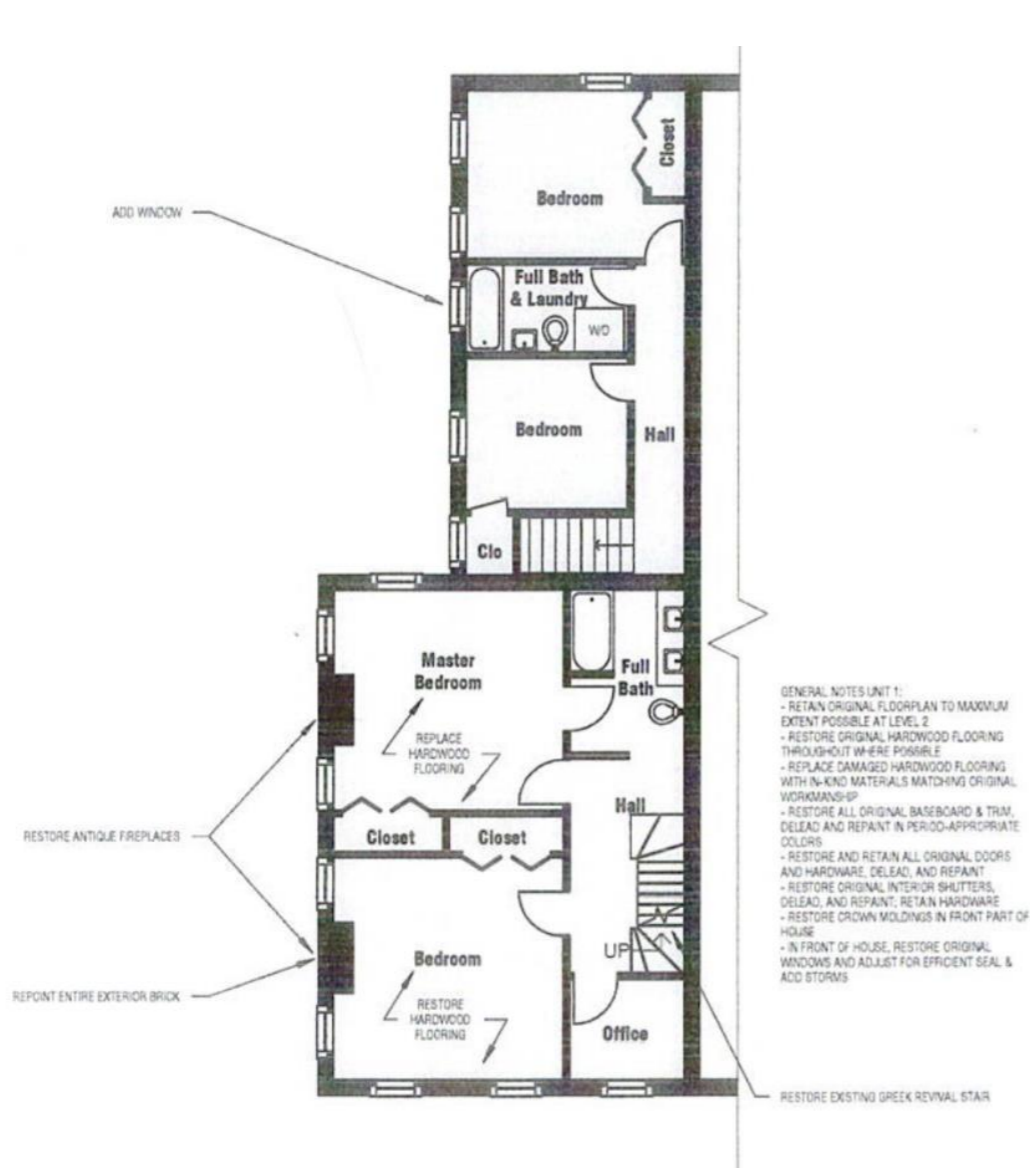 Closet
Bedroom
ADD WINDOW
Full Bath
& Laundry
WD
Bedroom
Hall
Clo
Master
Bedroom
Full
Bath
REPLACE
HARDWOOD
FLOORING
Hall
RESTORE ANTIQUE FIREPLACES
Closet
Closet
UP
Bedroom
REPOINT ENTIRE EXTERIOR BRICK
RESTORE
HARDWOOD
FLOORING
Office
GENERAL NOTES UNIT 1:
- RETAIN ORIGINAL FLOORPLAN TO MAXIMUM
EXTENT POSSIBLE AT LEVEL 2
- RESTORE ORIGINAL HARDWOOD FLOORING
THROUGHOUT WHERE POSSIBLE
- REPLACE DAMAGED HARDWOOD FLOORING
WITH IN-KIND MATERIALS MATCHING ORIGINAL
WORKMANSHIP
- RESTORE ALL ORIGINAL BASEBOARD & TRIM,
DELEAD AND REPAINT IN PERIOD-APPROPRIATE
COLORS
- RESTORE AND RETAIN ALL ORIGINAL DOORS
AND HARDWARE, DELEAD, AND REPAINT
- RESTORE ORIGINAL INTERIOR SHUTTERS,
DELEAD, AND REPAINT; RETAIN HARDWARE
- RESTORE CROWN MOLDINGS IN FRONT PART OF
HOUSE
- IN FRONT OF HOUSE, RESTORE ORIGINAL
WINDOWS AND ADJUST FOR EFFICIENT SEAL &
ADD STORMS
RESTORE EXISTING GREEK REVIVAL STAIR